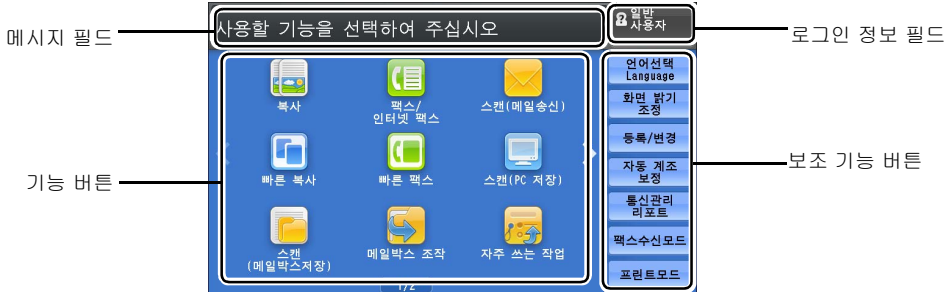 메시지 필드
사용할 기능을 선택하여 주십시오
일반
사용자
로그인 정보 필드
기능 버튼
복사
팩스/
인터넷 팩스
스캔(메일송신)
빠른 복사
빠른 팩스
스캔(PC 저장)
스캔
(메일박스저장)
메일박스 조작
자주 쓰는 작업
1/2
언어선택
Language
화면 밝기
조정
등록/변경
자동 계조
보정
통신관리
리포트
팩스수신모드
프린트모드
보조 기능 버튼